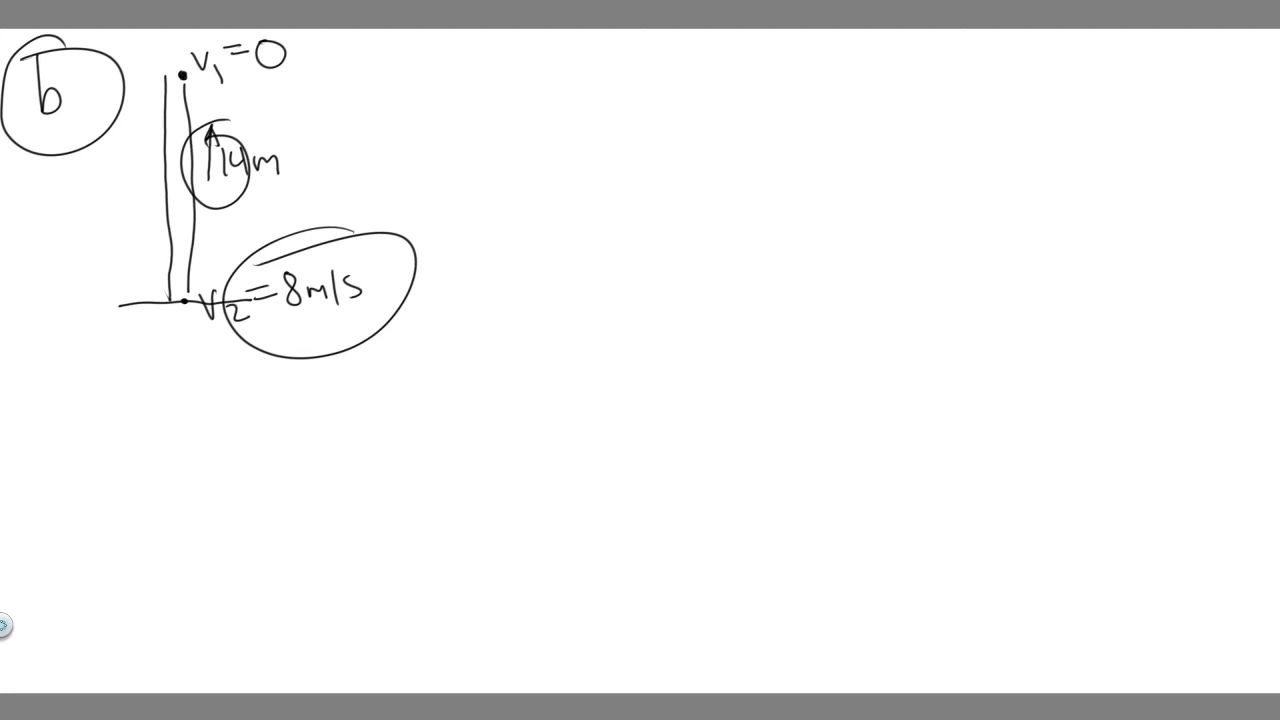 b
v₁ = 0
↑14m
v₂ = 8m/s